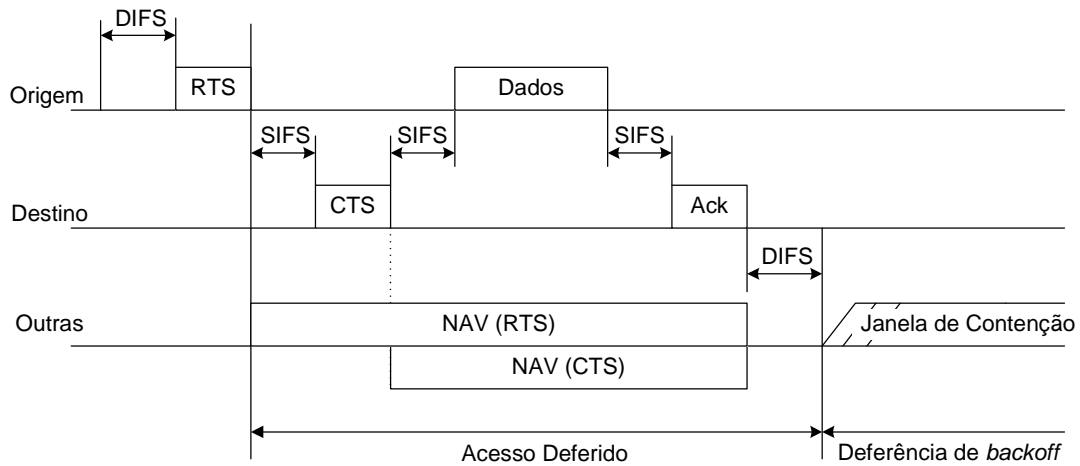 DIFS
Origem
RTS
Dados
SIFS
SIFS
SIFS
Destino
CTS
Ack
DIFS
Outras
NAV (RTS)
Janela de Contenção
NAV (CTS)
Acesso Deferido
Deferência de backoff